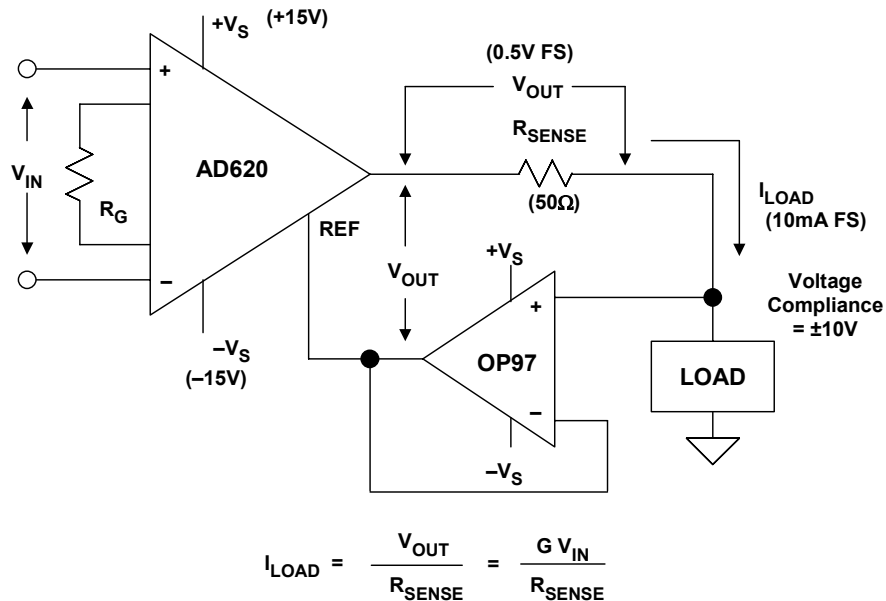 +VS (+15V)
(0.5V FS)
VOUT
+
RSENSE
VIN
AD620
RG
(50Ω)
ILOAD
(10mA FS)
REF
VOUT
+VS
Voltage
Compliance
= ±10V
−
+
–VS
(–15V)
OP97
LOAD
−
–VS
ILOAD = VOUT / RSENSE = G VIN / RSENSE